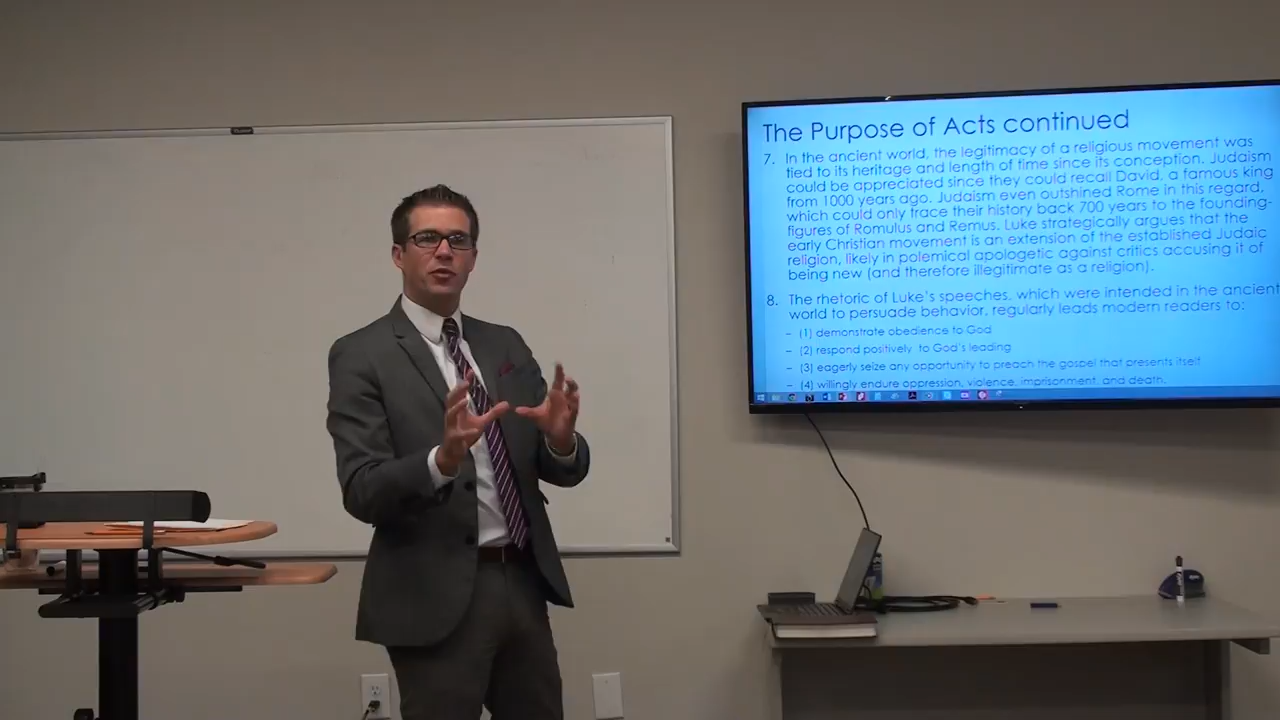 The Purpose of Acts continued
7. In the ancient world, the legitimacy of a religious movement was
tied to its heritage and length of time since its conception. Judaism
could be appreciated since they could recall David, a famous king
from 1000 years ago. Judaism even outshined Rome in this regard,
which could only trace their history back 700 years to the founding-
figures of Romulus and Remus. Luke strategically argues that the
early Christian movement is an extension of the established Judaic
religion, likely in polemical apologetic against critics accusing it of
being new (and therefore illegitimate as a religion).
8. The rhetoric of Luke's speeches, which were intended in the ancient
world to persuade behavior, regularly leads modern readers to:
– (1) demonstrate obedience to God
– (2) respond positively to God's leading
– (3) eagerly seize any opportunity to preach the gospel that presents itself
– (4) willingly endure oppression, violence, imprisonment, and death.